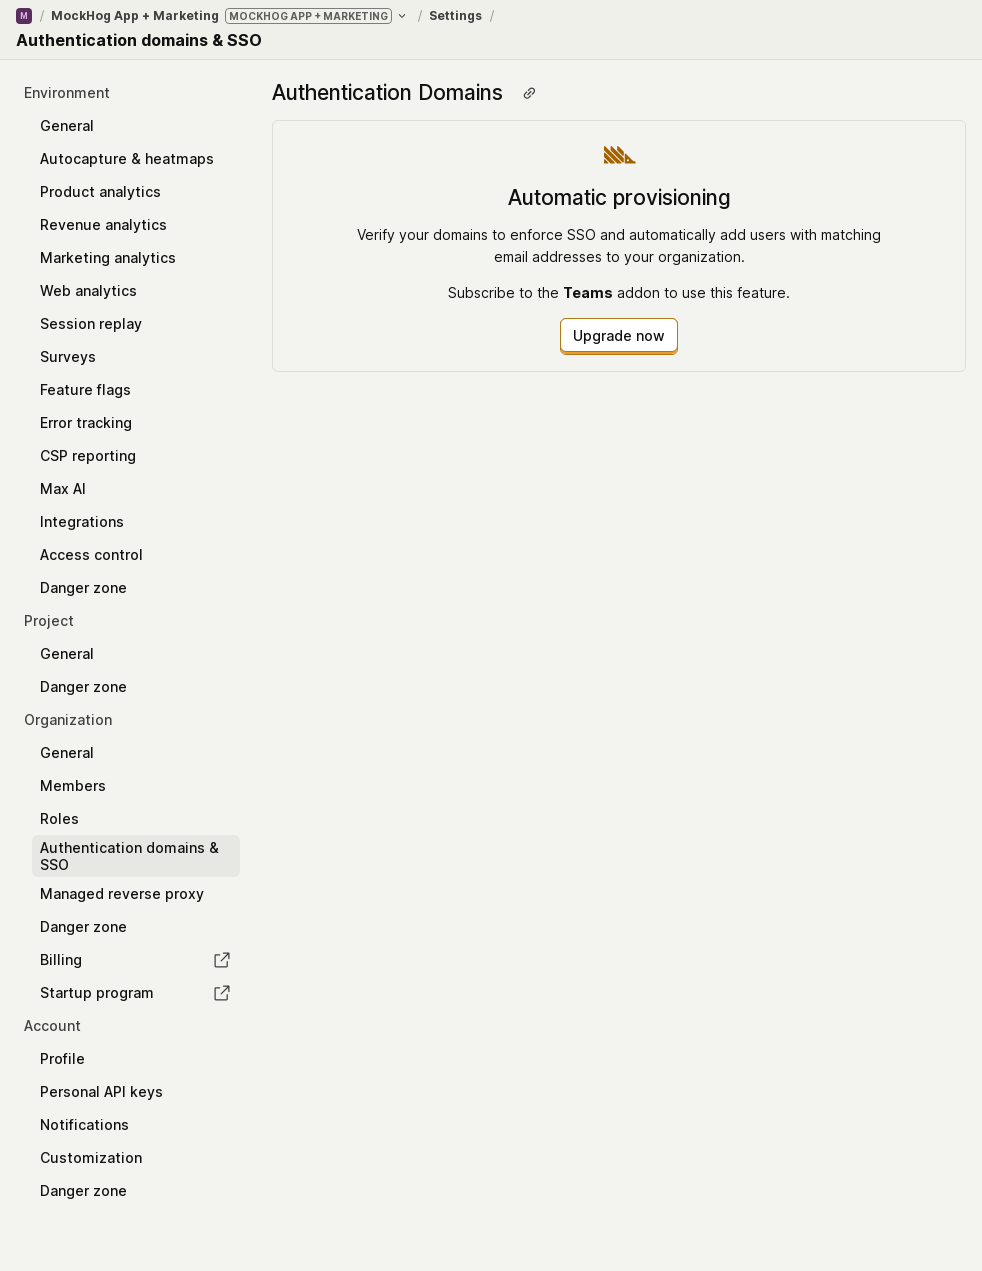 M / MockHog App + Marketing MOCKHOG APP + MARKETING / Settings /
Authentication domains & SSO
Environment
General
Autocapture & heatmaps
Product analytics
Revenue analytics
Marketing analytics
Web analytics
Session replay
Surveys
Feature flags
Error tracking
CSP reporting
Max AI
Integrations
Access control
Danger zone
Project
General
Danger zone
Organization
General
Members
Roles
Authentication domains &
SSO
Managed reverse proxy
Danger zone
Billing
Startup program
Account
Profile
Personal API keys
Notifications
Customization
Danger zone
Authentication Domains
Automatic provisioning
Verify your domains to enforce SSO and automatically add users with matching
email addresses to your organization.
Subscribe to the Teams addon to use this feature.
Upgrade now